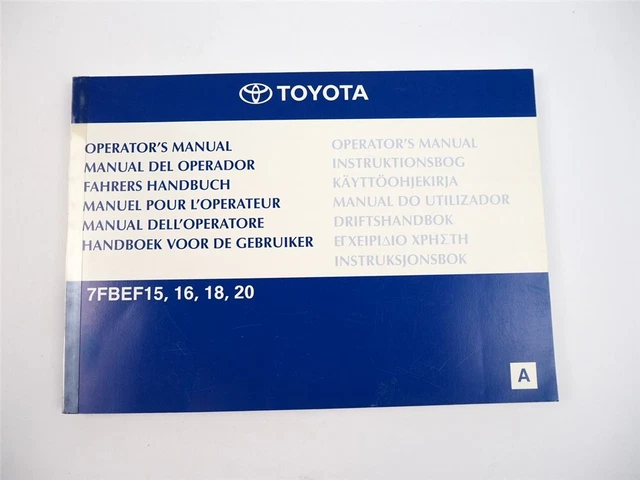 TOYOTA
OPERATOR'S MANUAL
MANUAL DEL OPERADOR
FAHRERS HANDBUCH
MANUEL POUR L'OPERATEUR
MANUAL DELL'OPERATORE
HANDBOEK VOOR DE GEBRUIKER
OPERATOR'S MANUAL
INSTRUKTIONSBOG
KÄYTTÖOHJEKIRJA
MANUAL DO UTILIZADOR
DRIFTSHANDBOK
ΕΓΧΕΙΡΙΔΙΟ ΧΡΗΣΤΗ
INSTRUKSJONSBOK
7FBEF15, 16, 18, 20
A